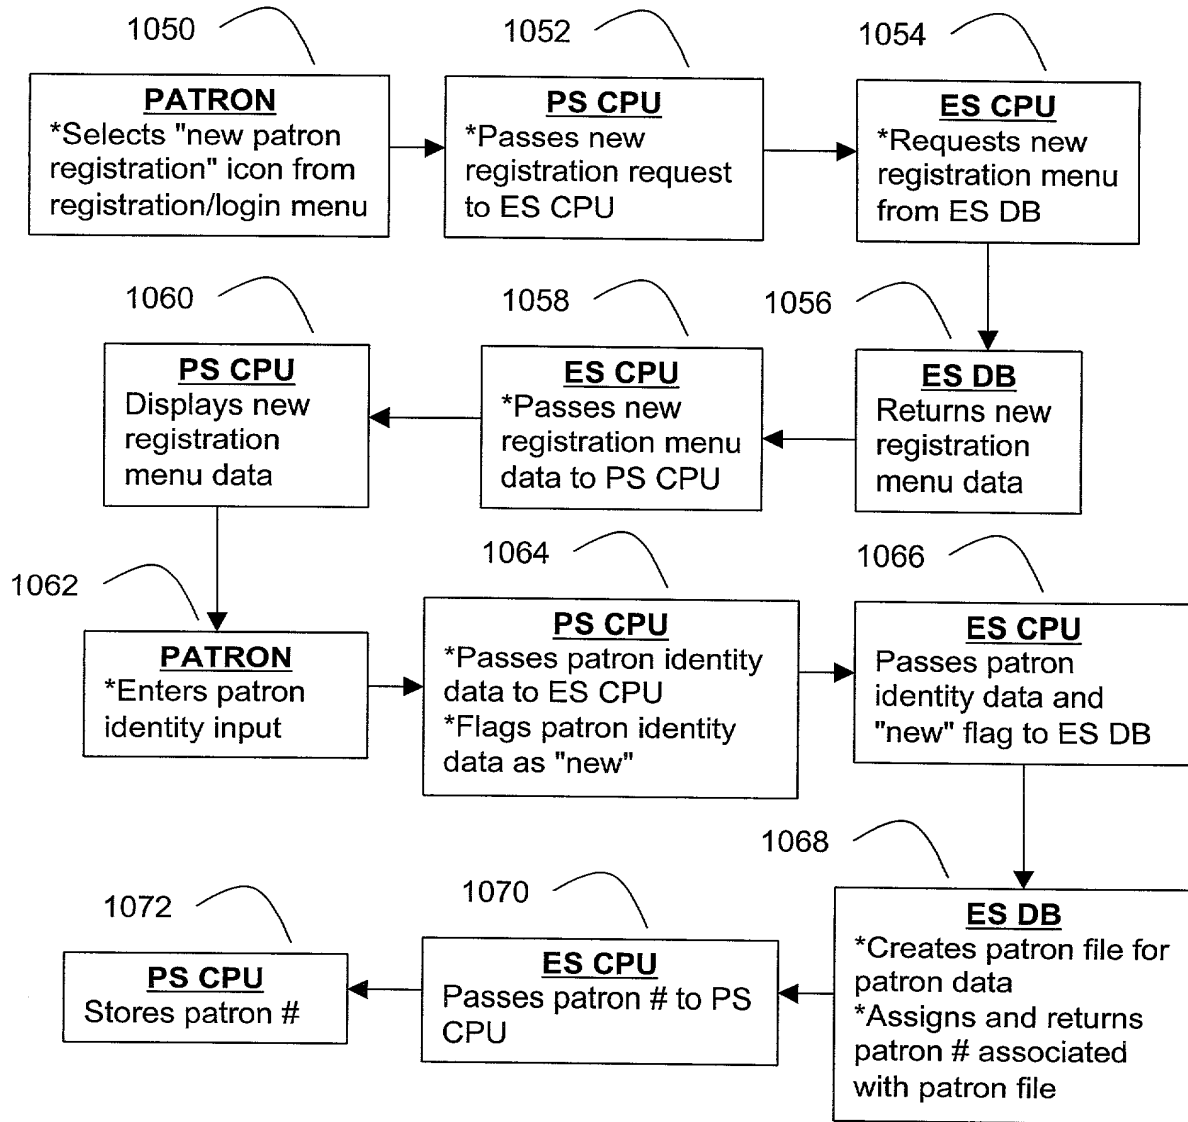 1050
PATRON
*Selects "new patron
registration" icon from
registration/login menu
1052
PS CPU
*Passes new
registration request
to ES CPU
1054
ES CPU
*Requests new
registration menu
from ES DB
1060
PS CPU
Displays new
registration
menu data
1058
ES CPU
*Passes new
registration menu
data to PS CPU
1056
ES DB
Returns new
registration
menu data
1062
PATRON
*Enters patron
identity input
1064
PS CPU
*Passes patron identity
data to ES CPU
*Flags patron identity
data as "new"
1066
ES CPU
Passes patron
identity data and
"new" flag to ES DB
1072
PS CPU
Stores patron #
1070
ES CPU
Passes patron # to PS
CPU
1068
ES DB
*Creates patron file for
patron data
*Assigns and returns
patron # associated
with patron file